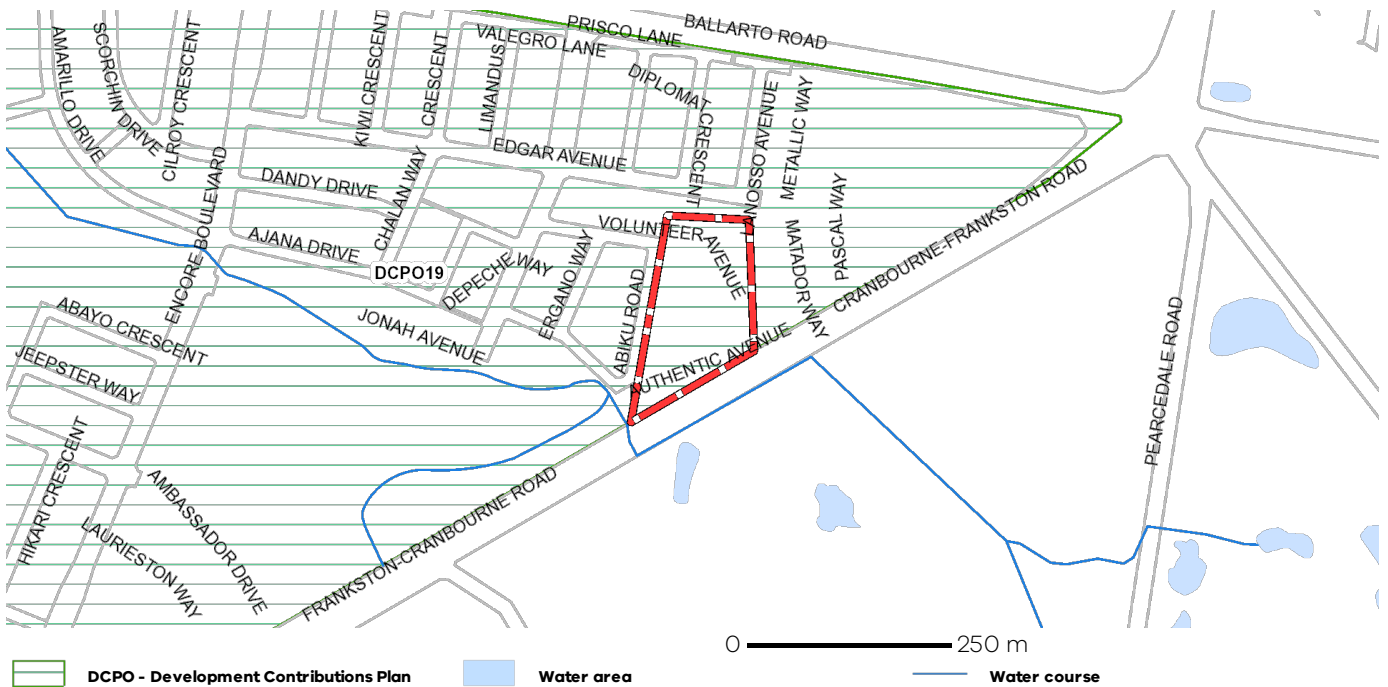 BALLARTO ROAD
PRISCO LANE
VALEGRO LANE
AMARILLO DRIVE
SCORCHIN DRIVE
CILROY CRESCENT
KIWI CRESCENT
CRESCENT
LIMANDUS
DIPLOMAT CRESCENT
METALLIC WAY
EDGAR AVENUE
DANDY DRIVE
CHALAN WAY
ENCORE BOULEVARD
AJANA DRIVE
DCPO19
DEPECHE WAY
ERGANO WAY
VOLUNTEER AVENUE
AVENUE
MATADOR WAY
PASCAL WAY
CRANBOURNE-FRANKSTON ROAD
ABIKU ROAD
ABAYO CRESCENT
JONAH AVENUE
JEEPSTER WAY
AUTHENTIC AVENUE
PEARCEDALE ROAD
HIKARI CRESCENT
LAURIESTON WAY
AMBASSADOR DRIVE
FRANKSTON-CRANBOURNE ROAD
0 250 m
DCPO - Development Contributions Plan
Water area
Water course